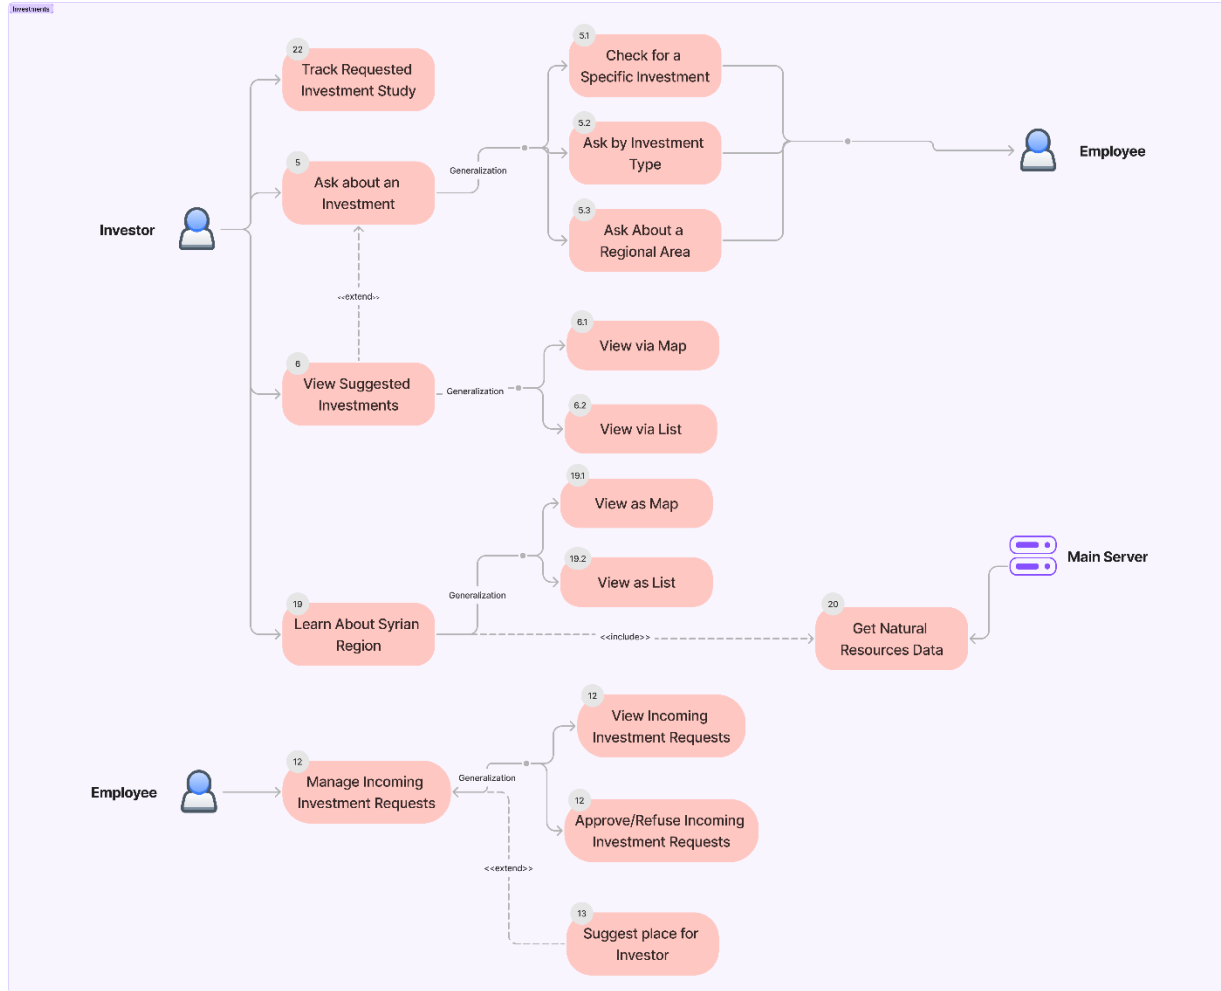 Investments
22
Track Requested
Investment Study
5.1
Check for a
Specific Investment
5.2
Ask by Investment
Type
5.3
Ask About a
Regional Area
5
Ask about an
Investment
Generalization
Investor
Employee
<<extend>>
6
View Suggested
Investments
Generalization
6.1
View via Map
6.2
View via List
19.1
View as Map
19.2
View as List
Generalization
19
Learn About Syrian
Region
<<include>>
20
Get Natural
Resources Data
Main Server
Employee
12
Manage Incoming
Investment Requests
Generalization
12
View Incoming
Investment Requests
12
Approve/Refuse Incoming
Investment Requests
<<extend>>
13
Suggest place for
Investor